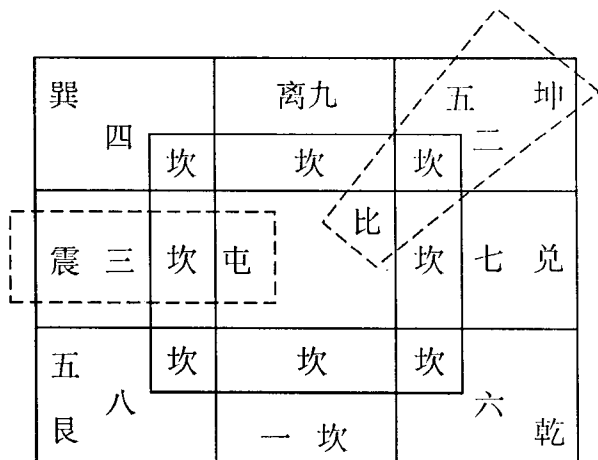 巽 离九 五 坤
四 二
坎 坎 坎
比
震 三 坎 屯 坎 七 兑
五 坎 坎 坎
八 六
艮 一 坎 乾